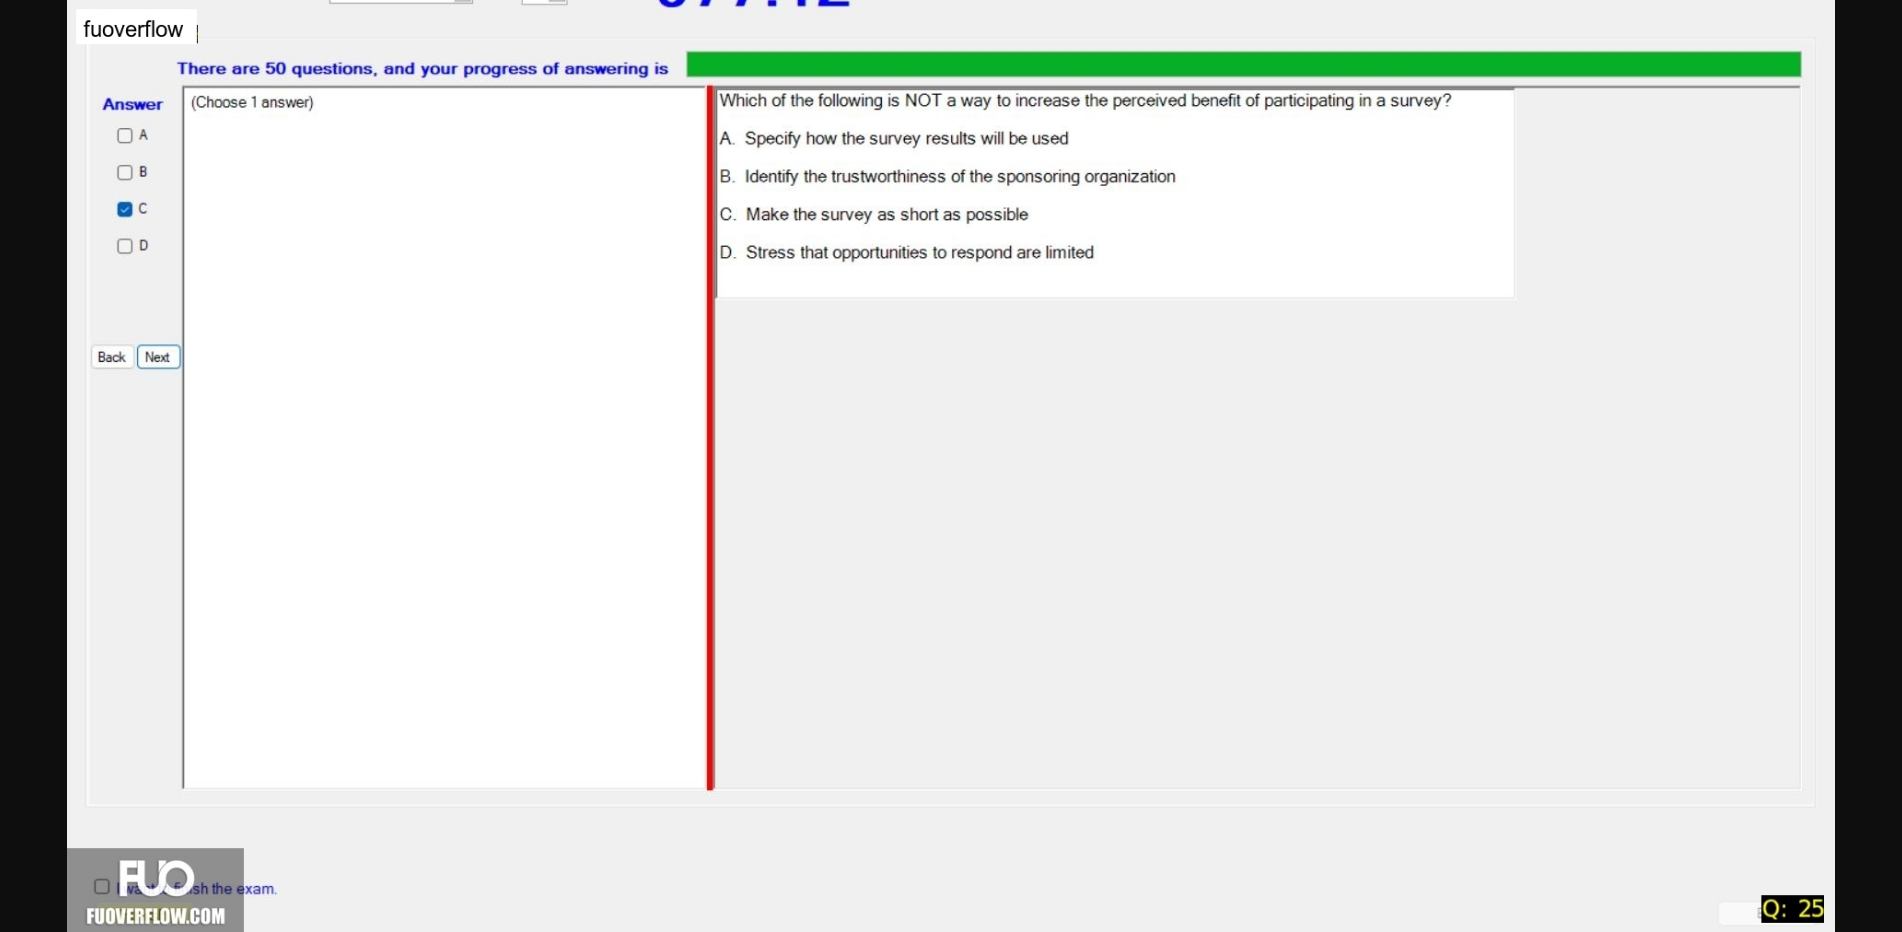 fuoverflow
There are 50 questions, and your progress of answering is
Answer
(Choose 1 answer)
A
B
C
D
Back Next
Which of the following is NOT a way to increase the perceived benefit of participating in a survey?
A. Specify how the survey results will be used
B. Identify the trustworthiness of the sponsoring organization
C. Make the survey as short as possible
D. Stress that opportunities to respond are limited
FUO
sh the exam.
FUOVERFLOW.COM
Q: 25